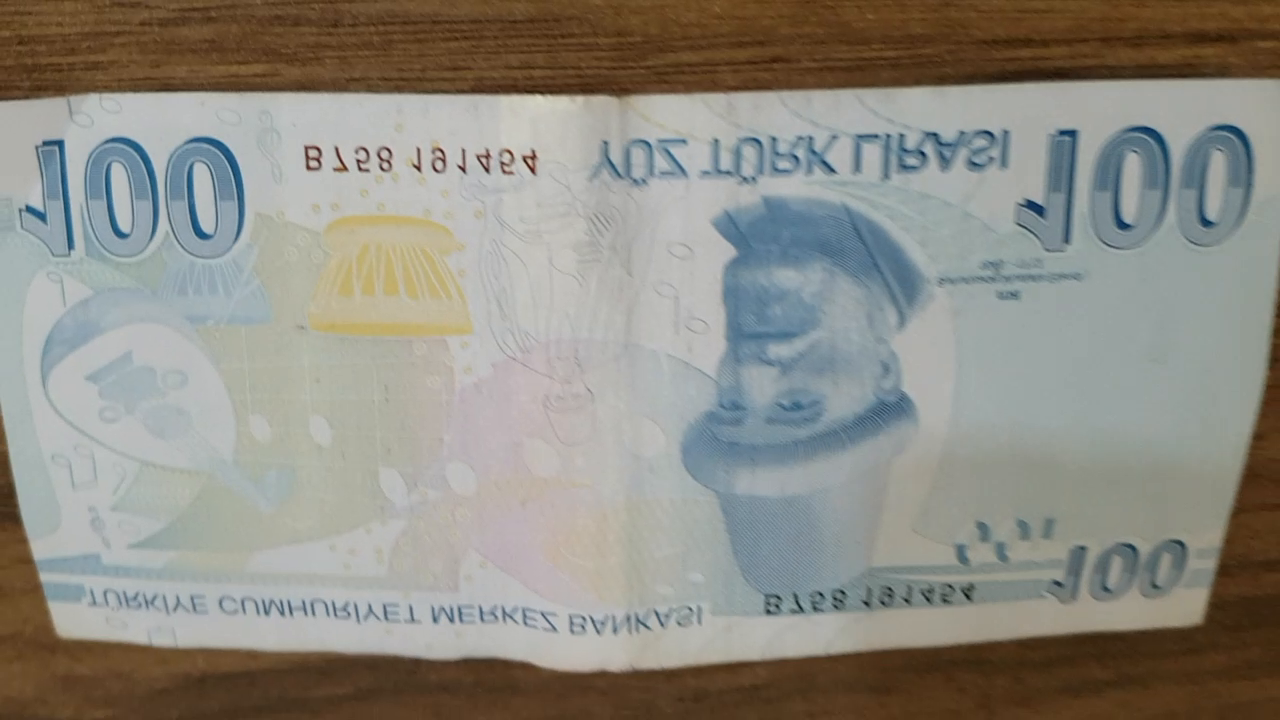 TÜRKİYE CUMHURİYET MERKEZ BANKASI
B758 191454
100
100
B758 191454
YÜZ TÜRK LİRASI
100